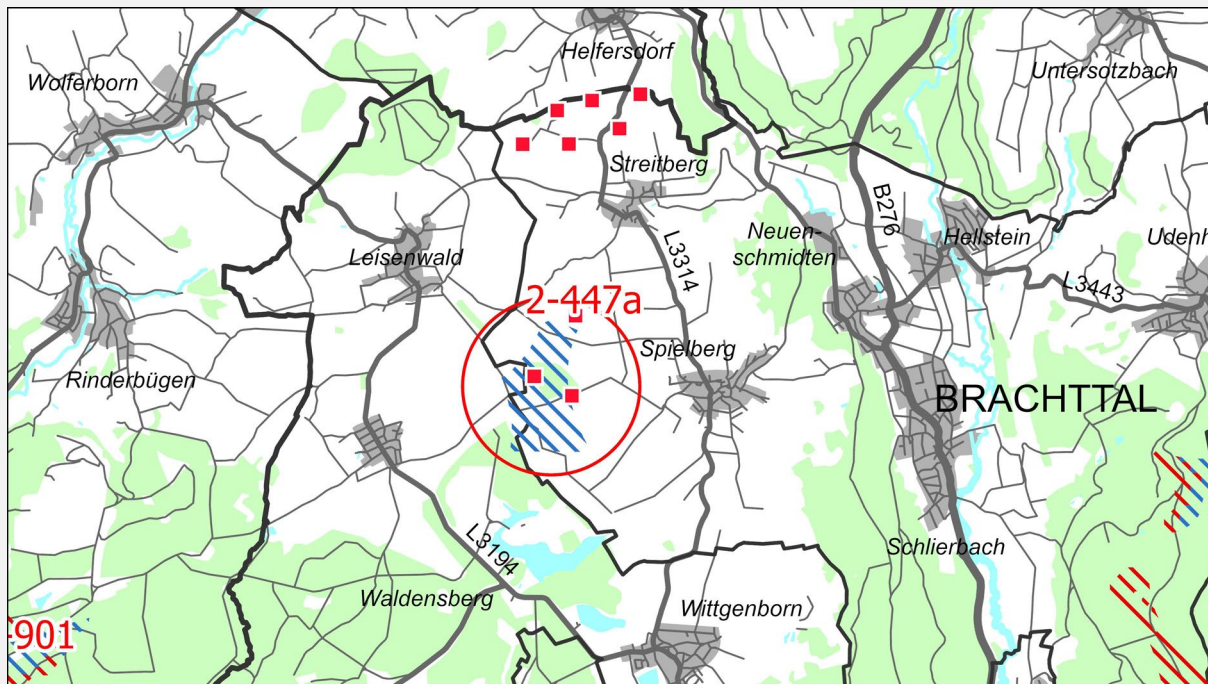 Helfersdorf
Wolferborn
Untersotzbach
Streitberg
B276
Neuen-
schmidten
Hellstein
Leisenwald
L3314
L3443
2-447a
Spielberg
Rinderbügen
BRACHTTAL
L3194
Schlierbach
Waldensberg
Wittgenborn
-901